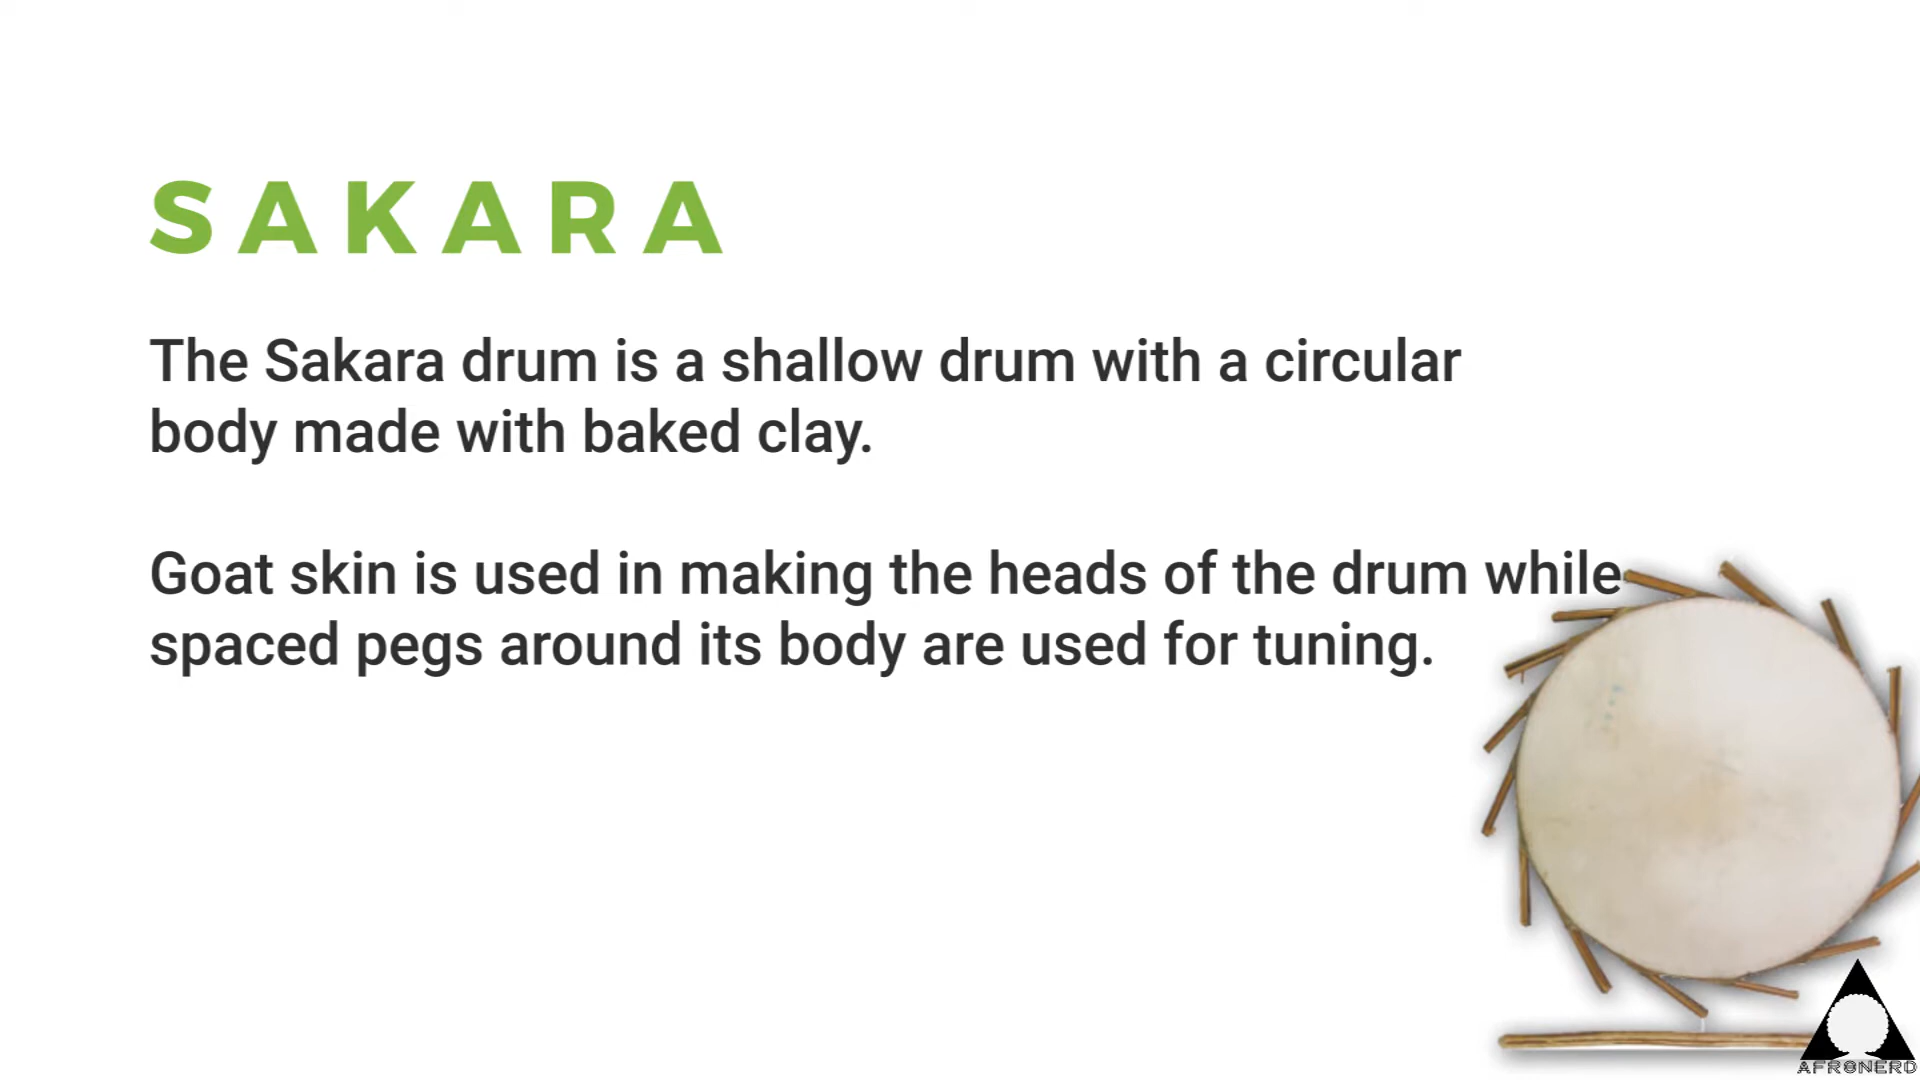 SAKARA
The Sakara drum is a shallow drum with a circular
body made with baked clay.
Goat skin is used in making the heads of the drum while
spaced pegs around its body are used for tuning.
AFRONERD